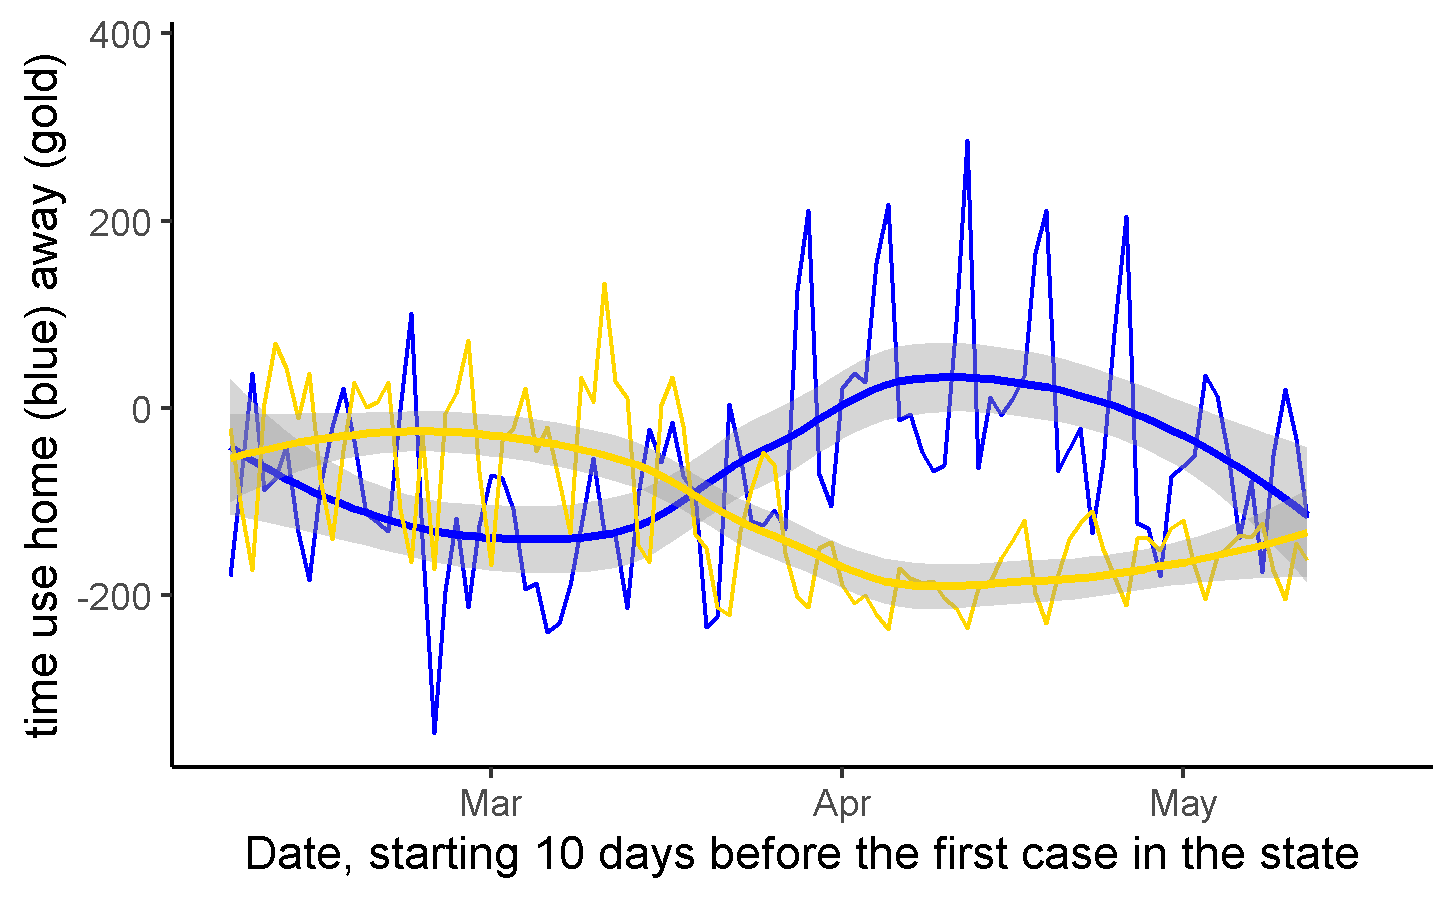 time use home (blue) away (gold)
400
200
0
-200
Mar
Apr
May
Date, starting 10 days before the first case in the state